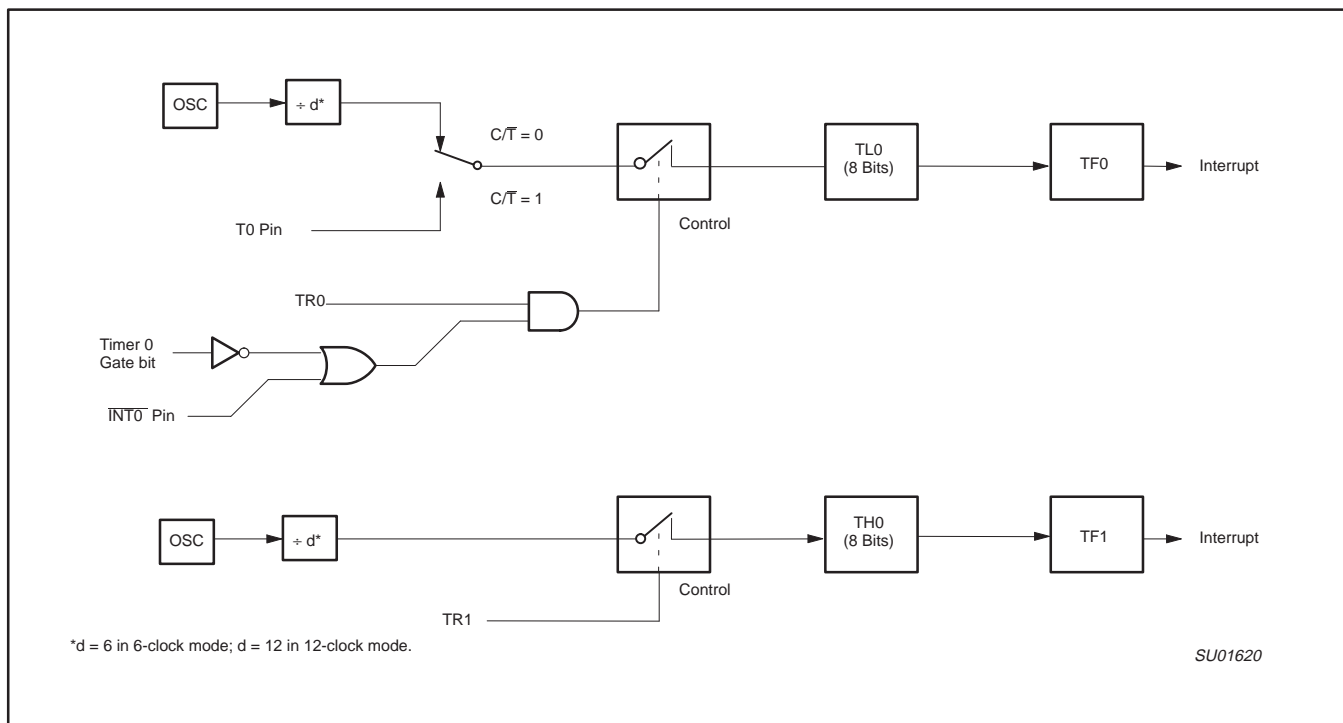 OSC
÷ d*
C/T̅ = 0
C/T̅ = 1
T0 Pin
Control
TL0
(8 Bits)
TF0
Interrupt
TR0
Timer 0
Gate bit
I̅N̅T̅0̅ Pin
OSC
÷ d*
Control
TH0
(8 Bits)
TF1
Interrupt
TR1
*d = 6 in 6-clock mode; d = 12 in 12-clock mode.
SU01620